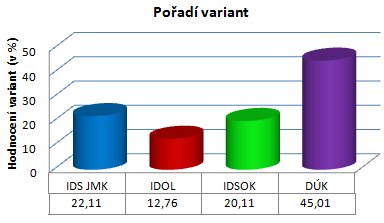 Pořadí variant
Hodnocení variant (v %)
50
40
30
20
10
0
IDS JMK IDOL IDSOK DÚK
22,11 12,76 20,11 45,01